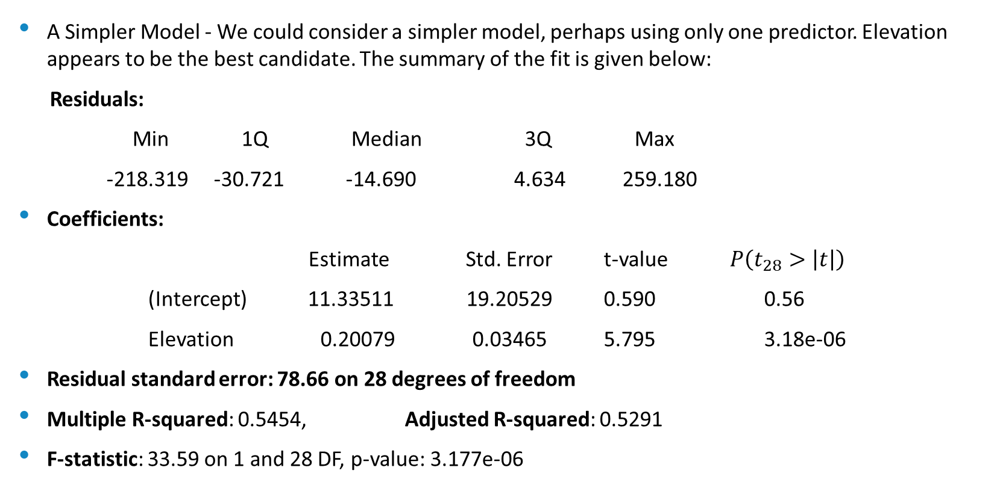 • A Simpler Model - We could consider a simpler model, perhaps using only one predictor. Elevation
appears to be the best candidate. The summary of the fit is given below:
Residuals:
Min 1Q Median 3Q Max
-218.319 -30.721 -14.690 4.634 259.180
• Coefficients:
Estimate Std. Error t-value P(t₂₈ > |t|)
(Intercept) 11.33511 19.20529 0.590 0.56
Elevation 0.20079 0.03465 5.795 3.18e-06
• Residual standard error: 78.66 on 28 degrees of freedom
• Multiple R-squared: 0.5454, Adjusted R-squared: 0.5291
• F-statistic: 33.59 on 1 and 28 DF, p-value: 3.177e-06